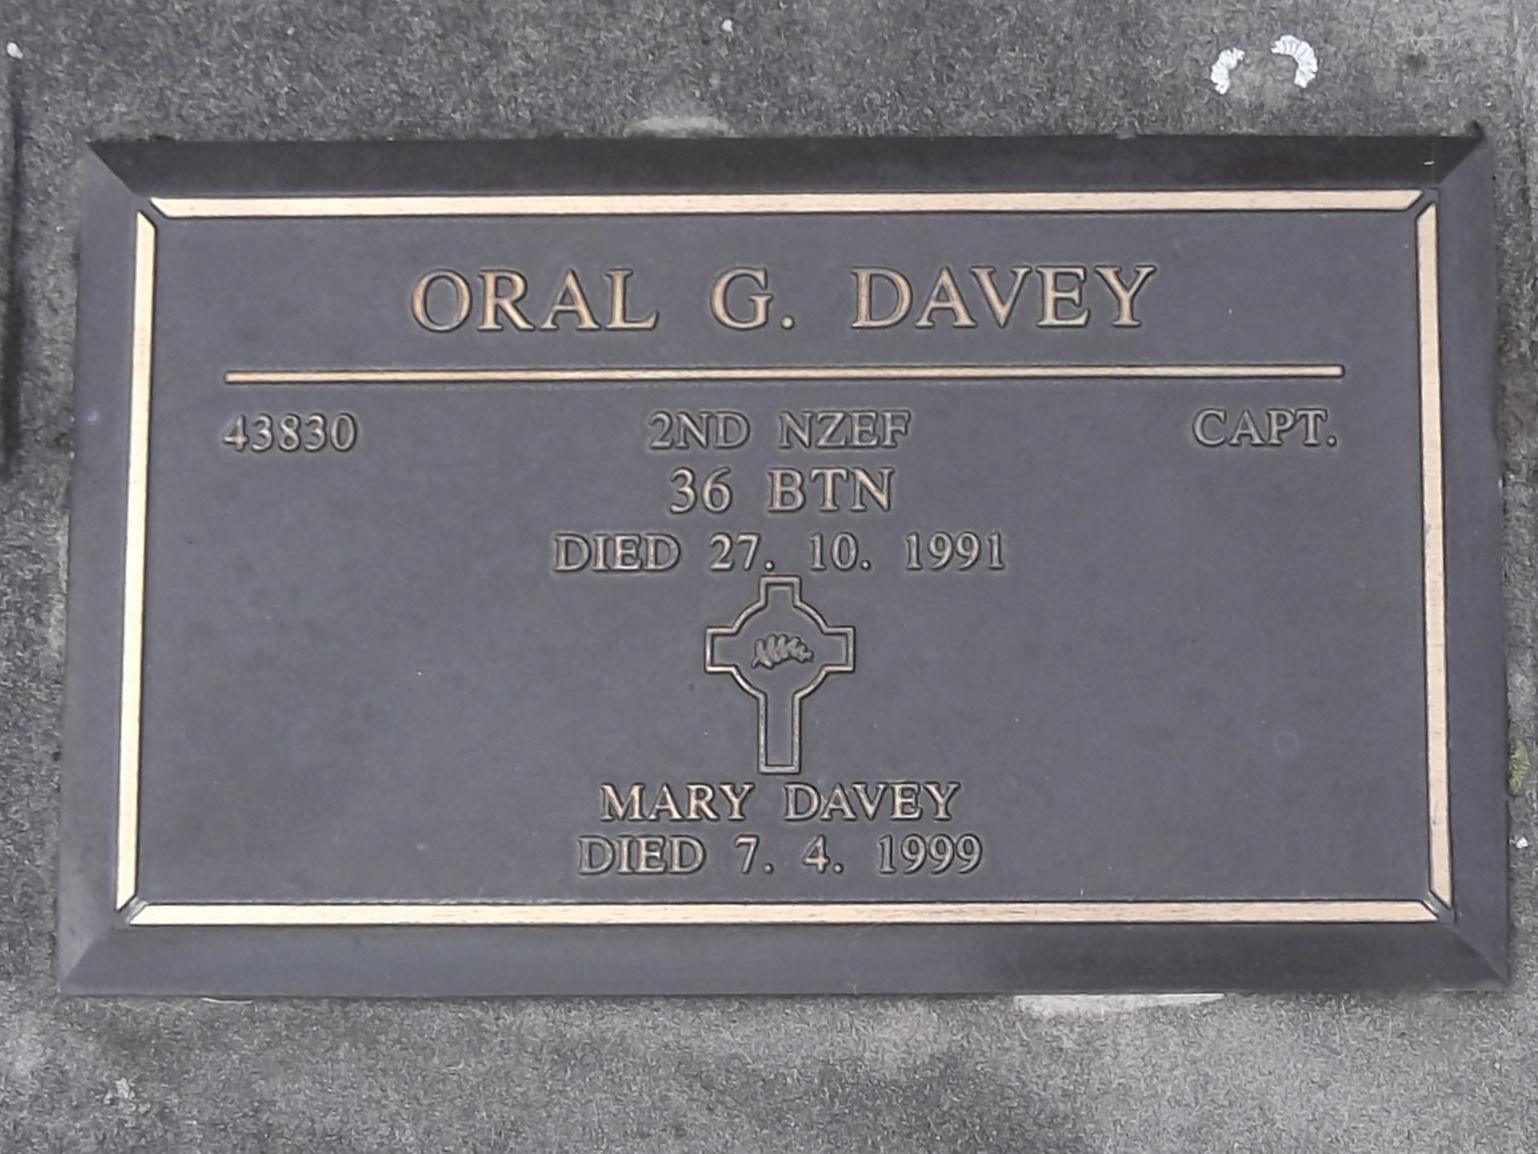 ORAL G. DAVEY
43830 2ND NZEF CAPT.
36 BTN
DIED 27. 10. 1991
MARY DAVEY
DIED 7. 4. 1999